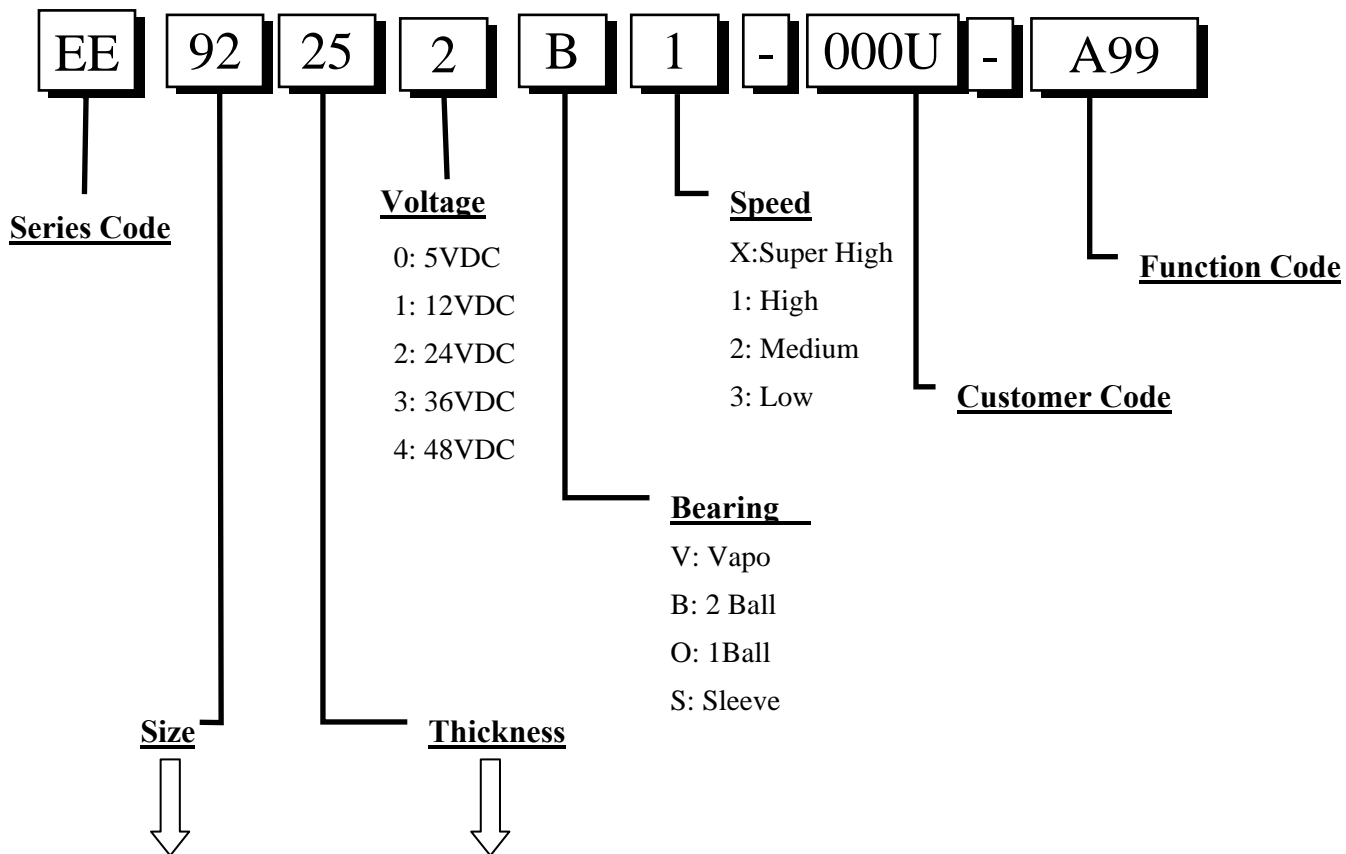 EE 92 25 2 B 1 - 000U - A99
Series Code
Voltage
0: 5VDC
1: 12VDC
2: 24VDC
3: 36VDC
4: 48VDC
Speed
X:Super High
1: High
2: Medium
3: Low
Function Code
Customer Code
Bearing
V: Vapo
B: 2 Ball
O: 1Ball
S: Sleeve
Size
Thickness